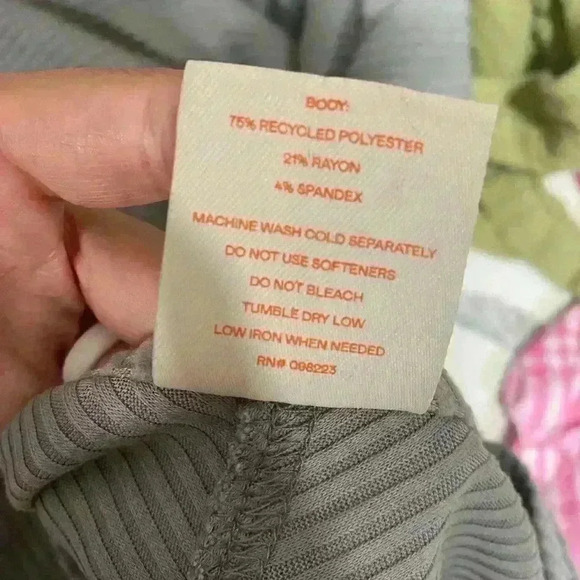 BODY:
75% RECYCLED POLYESTER
21% RAYON
4% SPANDEX
MACHINE WASH COLD SEPARATELY
DO NOT USE SOFTENERS
DO NOT BLEACH
TUMBLE DRY LOW
LOW IRON WHEN NEEDED
RN# 098223